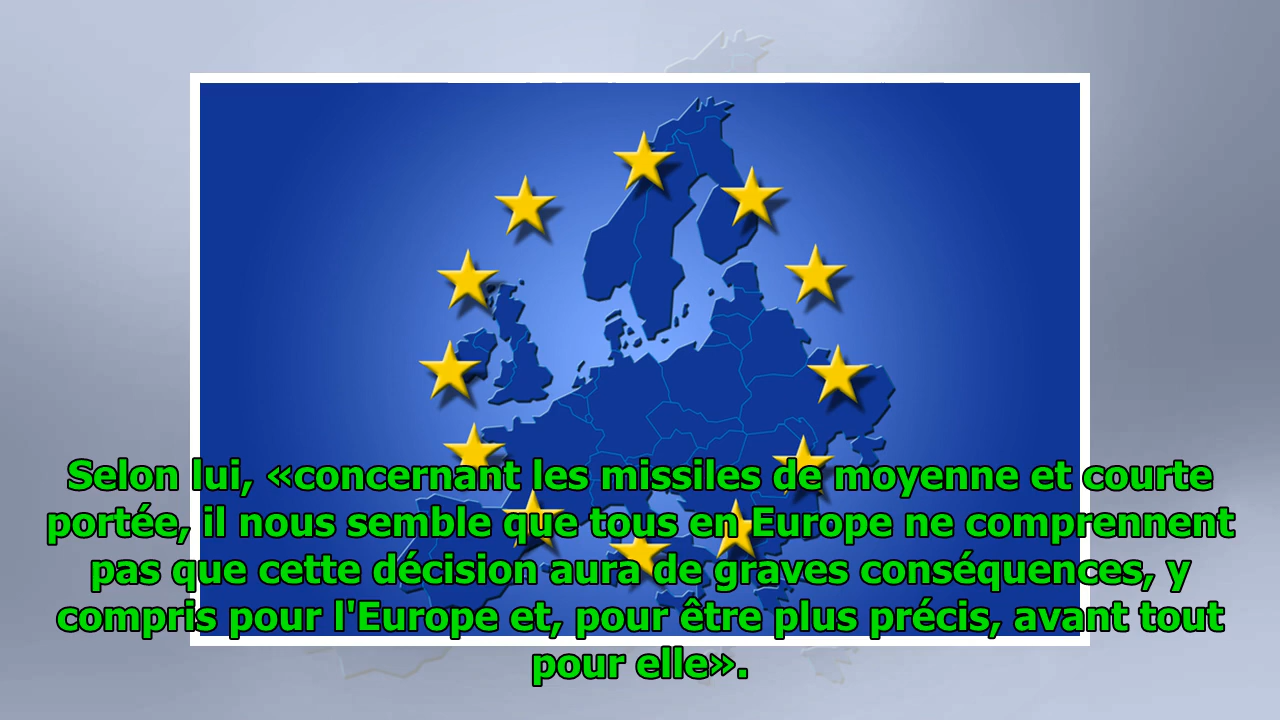 Selon lui, «concernant les missiles de moyenne et courte
portée, il nous semble que tous en Europe ne comprennent
pas que cette décision aura de graves conséquences, y
compris pour l'Europe et, pour être plus précis, avant tout
pour elle».